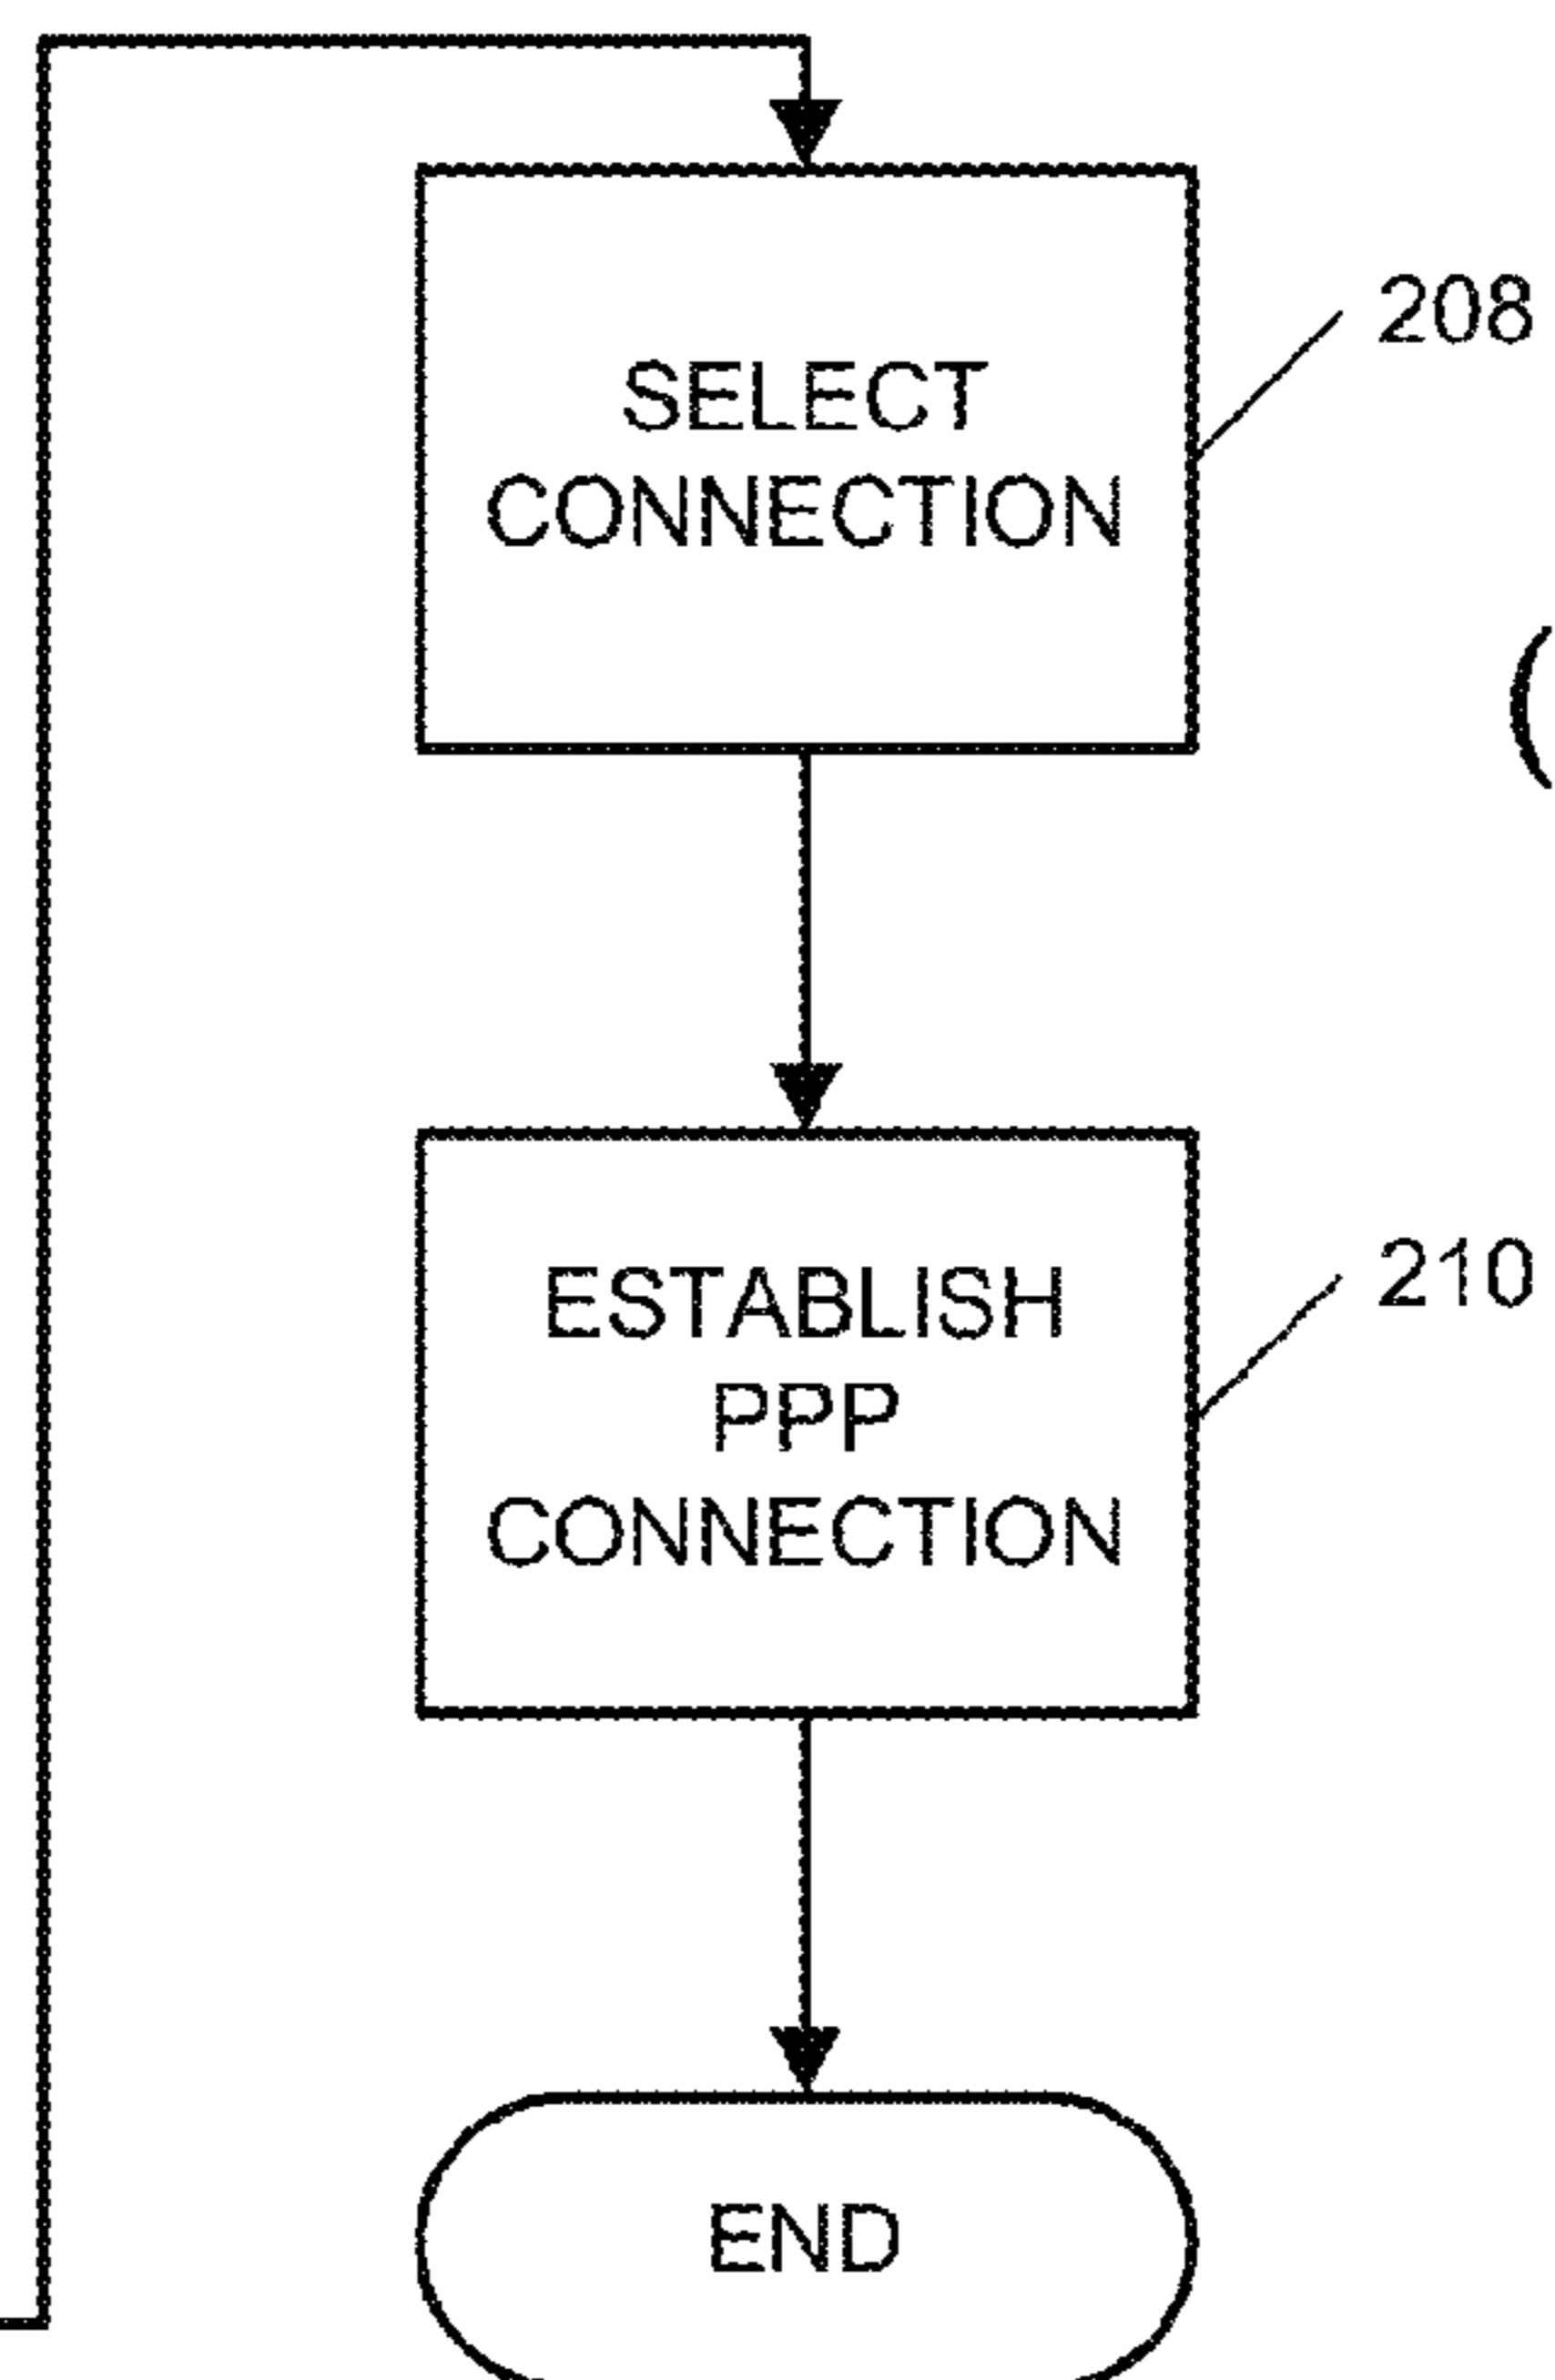 208
SELECT
CONNECTION
210
ESTABLISH
PPP
CONNECTION
END